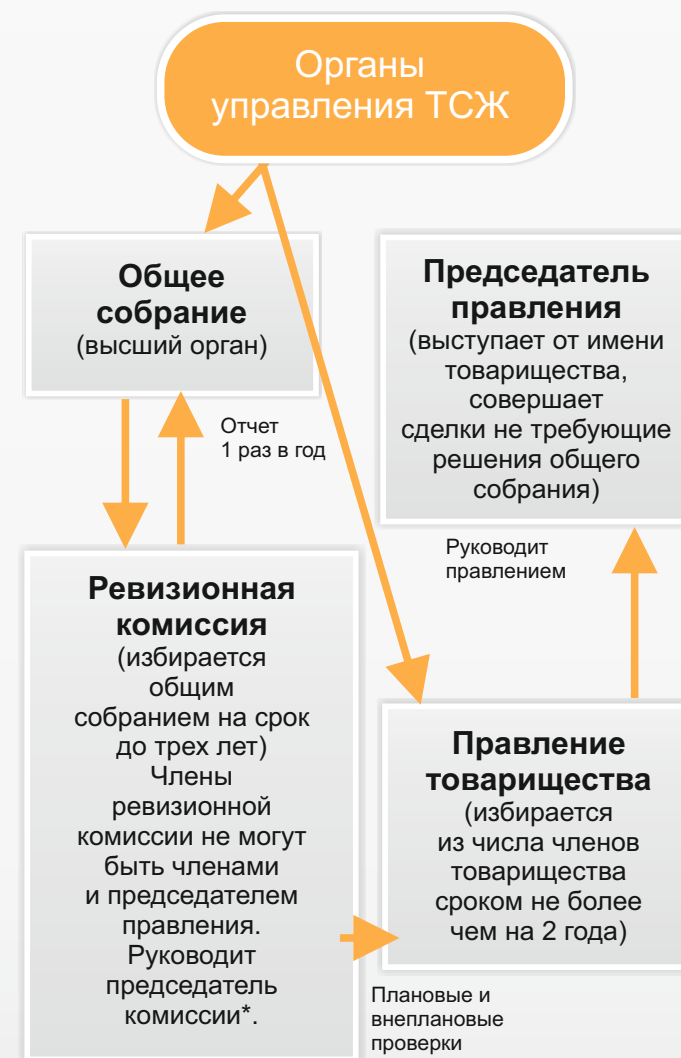 Органы
управления ТСЖ
Общее
собрание
(высший орган)
Отчет
1 раз в год
Председатель
правления
(выступает от имени
товарищества,
совершает
сделки не требующие
решения общего
собрания)
Руководит
правлением
Ревизионная
комиссия
(избирается
общим
собранием на срок
до трех лет)
Члены
ревизионной
комиссии не могут
быть членами
и председателем
правления.
Руководит
председатель
комиссии*.
Правление
товарищества
(избирается
из числа членов
товарищества
сроком не более
чем на 2 года)
Плановые и
внеплановые
проверки